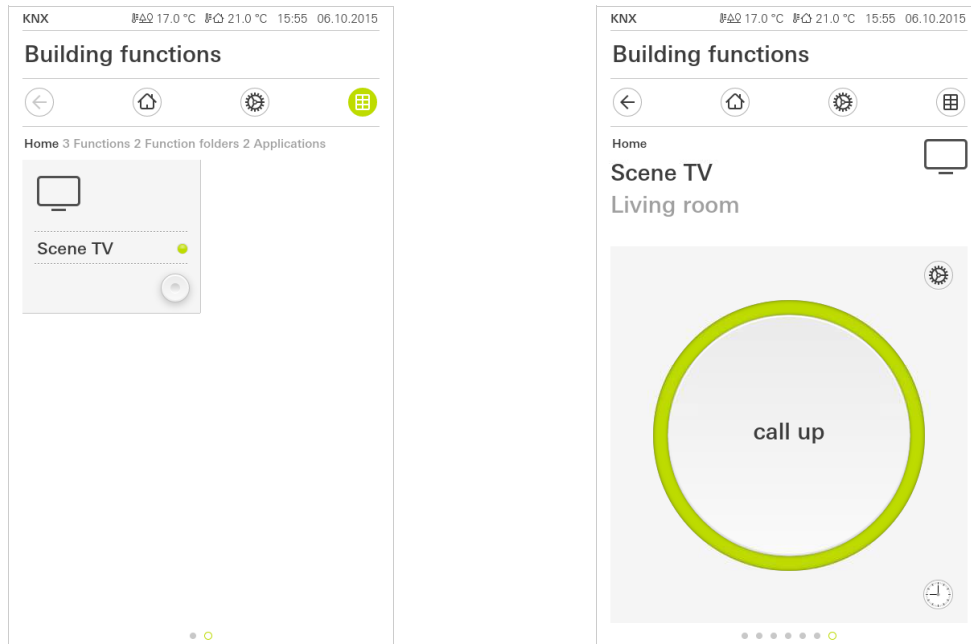 KNX 17.0 °C 21.0 °C 15:55 06.10.2015
Building functions
Home 3 Functions 2 Function folders 2 Applications
Scene TV
KNX 17.0 °C 21.0 °C 15:55 06.10.2015
Building functions
Home
Scene TV
Living room
call up